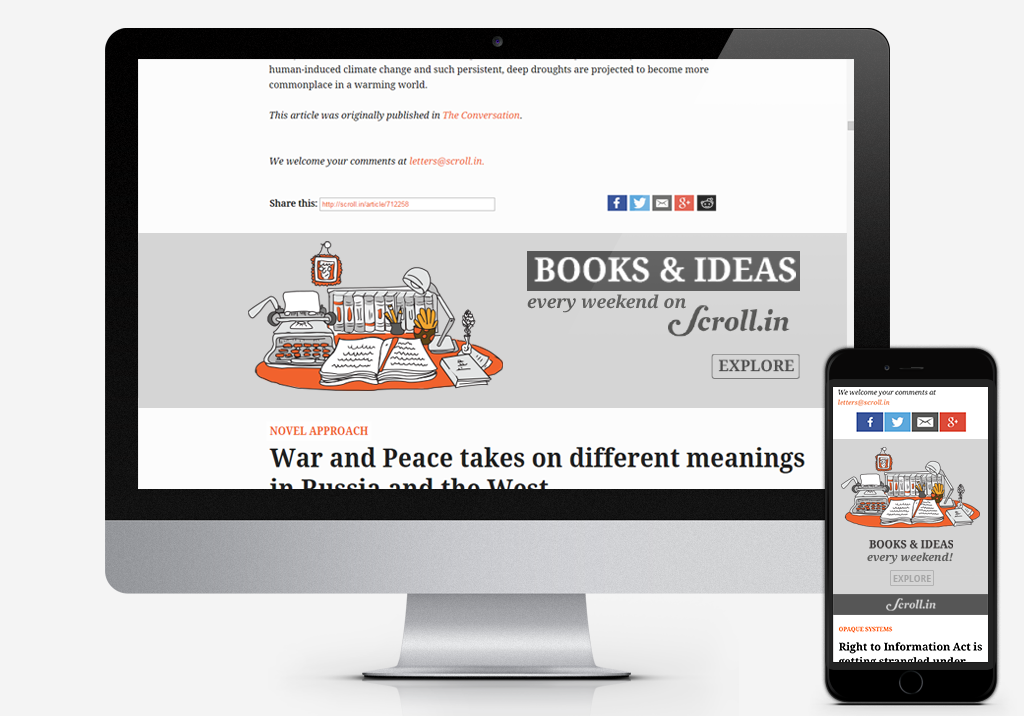 human-induced climate change and such persistent, deep droughts are projected to become more
commonplace in a warming world.
This article was originally published in The Conversation.
We welcome your comments at letters@scroll.in.
Share this: http://scroll.in/article/712258
BOOKS & IDEAS
every weekend on
Scroll.in
EXPLORE
NOVEL APPROACH
War and Peace takes on different meanings
in Russia and the West
We welcome your comments at
letters@scroll.in
BOOKS & IDEAS
every weekend!
EXPLORE
Scroll.in
OPAQUE SYSTEMS
Right to Information Act is
getting strangled under